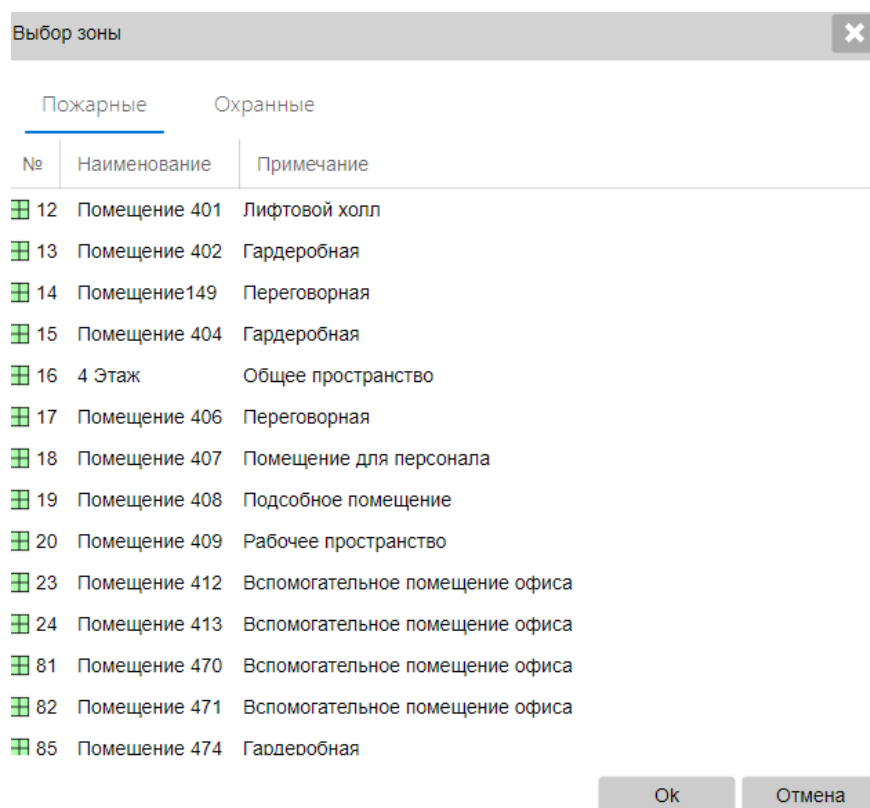 Выбор зоны
Пожарные Охранные
№ Наименование Примечание
12 Помещение 401 Лифтовой холл
13 Помещение 402 Гардеробная
14 Помещение149 Переговорная
15 Помещение 404 Гардеробная
16 4 Этаж Общее пространство
17 Помещение 406 Переговорная
18 Помещение 407 Помещение для персонала
19 Помещение 408 Подсобное помещение
20 Помещение 409 Рабочее пространство
23 Помещение 412 Вспомогательное помещение офиса
24 Помещение 413 Вспомогательное помещение офиса
81 Помещение 470 Вспомогательное помещение офиса
82 Помещение 471 Вспомогательное помещение офиса
85 Помещение 474 Гардеробная
Ok Отмена